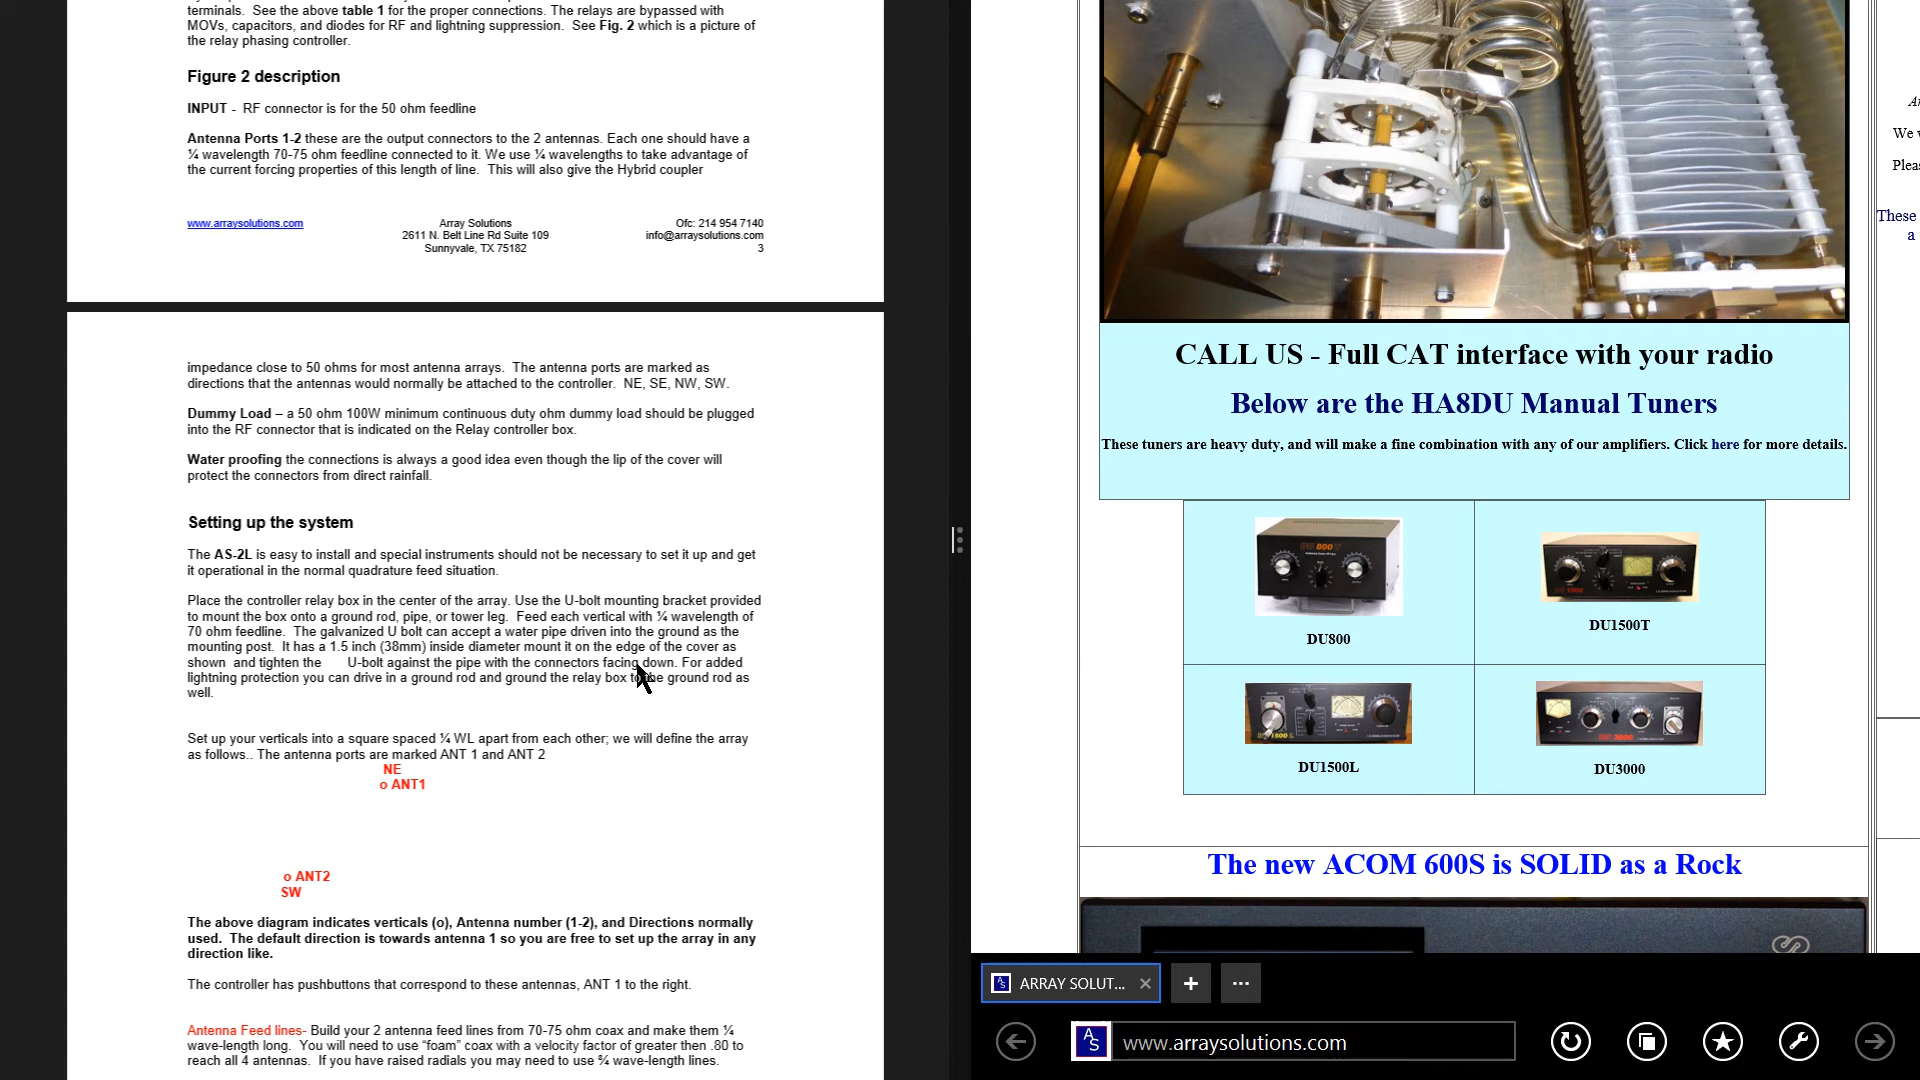 terminals.  See the above table 1 for the proper connections. The relays are bypassed with
MOVs, capacitors, and diodes for RF and lightning suppression.  See Fig. 2 which is a picture of
the relay phasing controller.
Figure 2 description
INPUT -  RF connector is for the 50 ohm feedline
Antenna Ports 1-2 these are the output connectors to the 2 antennas. Each one should have a
¼ wavelength 70-75 ohm feedline connected to it. We use ¼ wavelengths to take advantage of
the current forcing properties of this length of line.  This will also give the Hybrid coupler
www.arraysolutions.com
Array Solutions
2611 N. Belt Line Rd Suite 109
Sunnyvale, TX 75182
Ofc: 214 954 7140
info@arraysolutions.com
3
impedance close to 50 ohms for most antenna arrays.  The antenna ports are marked as
directions that the antennas would normally be attached to the controller.  NE, SE, NW, SW.
Dummy Load – a 50 ohm 100W minimum continuous duty ohm dummy load should be plugged
into the RF connector that is indicated on the Relay controller box.
Water proofing the connections is always a good idea even though the lip of the cover will
protect the connectors from direct rainfall.
Setting up the system
The AS-2L is easy to install and special instruments should not be necessary to set it up and get
it operational in the normal quadrature feed situation.
Place the controller relay box in the center of the array. Use the U-bolt mounting bracket provided
to mount the box onto a ground rod, pipe, or tower leg.  Feed each vertical with ¼ wavelength of
70 ohm feedline.  The galvanized U bolt can accept a water pipe driven into the ground as the
mounting post.  It has a 1.5 inch (38mm) inside diameter mount it on the edge of the cover as
shown  and tighten the      U-bolt against the pipe with the connectors facing down. For added
lightning protection you can drive in a ground rod and ground the relay box to the ground rod as
well.
Set up your verticals into a square spaced ¼ WL apart from each other; we will define the array
as follows.. The antenna ports are marked ANT 1 and ANT 2
NE
o ANT1
o ANT2
SW
The above diagram indicates verticals (o), Antenna number (1-2), and Directions normally
used.  The default direction is towards antenna 1 so you are free to set up the array in any
direction like.
The controller has pushbuttons that correspond to these antennas, ANT 1 to the right.
Antenna Feed lines- Build your 2 antenna feed lines from 70-75 ohm coax and make them ¼
wave-length long.  You will need to use “foam” coax with a velocity factor of greater then .80 to
reach all 4 antennas.  If you have raised radials you may need to use ¾ wave-length lines.
CALL US - Full CAT interface with your radio
Below are the HA8DU Manual Tuners
These tuners are heavy duty, and will make a fine combination with any of our amplifiers. Click here for more details.
DU800
DU1500T
DU1500L
DU3000
The new ACOM 600S is SOLID as a Rock
We
These
a
ARRAY SOLUT...
www.arraysolutions.com